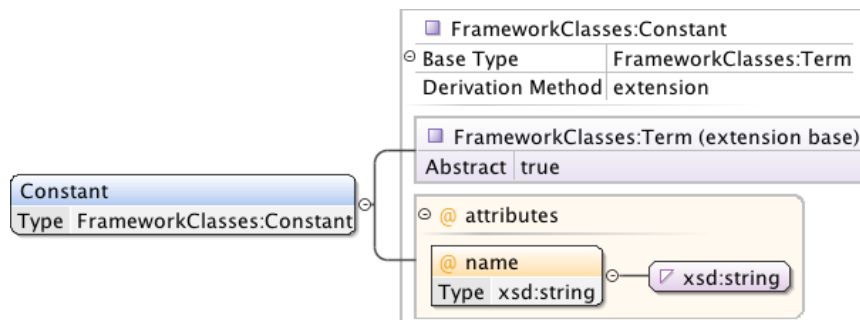 FrameworkClasses:Constant
Base Type FrameworkClasses:Term
Derivation Method extension
FrameworkClasses:Term (extension base)
Abstract true
Constant
Type FrameworkClasses:Constant
@ attributes
@ name
Type xsd:string
xsd:string